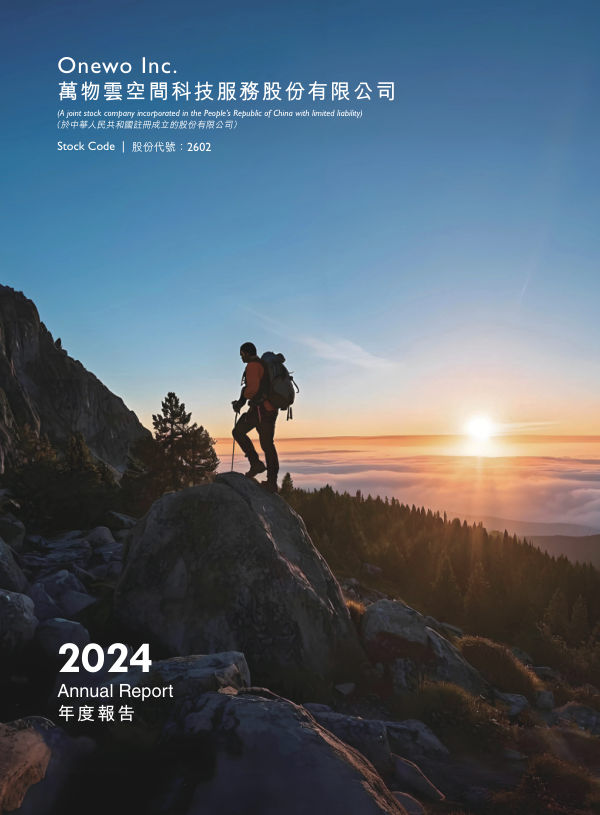 Onewo Inc.
萬物雲空間科技服務股份有限公司
(A joint stock company incorporated in the People's Republic of China with limited liability)
(於中華人民共和國註冊成立的股份有限公司)
Stock Code | 股份代號：2602
2024
Annual Report
年度報告